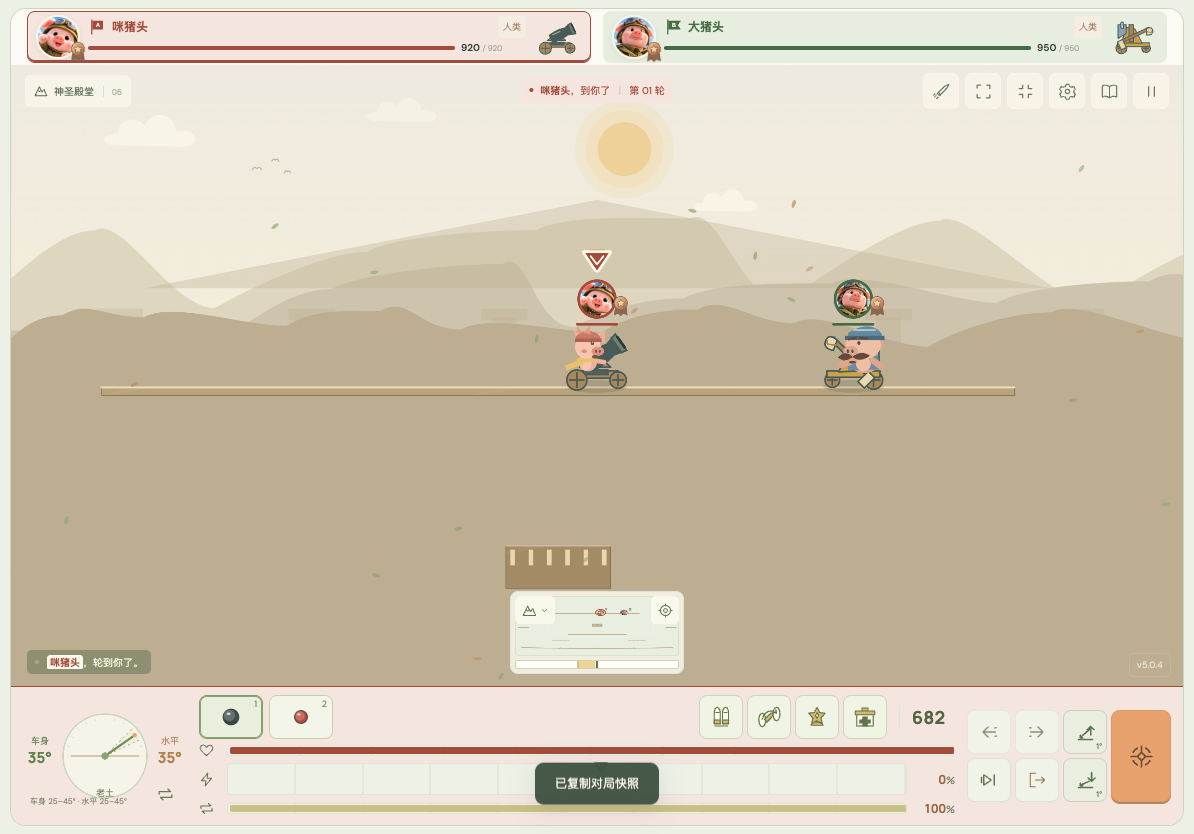 咪猪头
人类
920 / 920
大猪头
人类
950 / 950
神圣殿堂 06
咪猪头，到你了 第 01 轮
咪猪头，轮到你了。
v5.0.4
车身
35°
水平
35°
老土
车身 25–45° · 水平 25–45°
1
2
682
0%
100%
已复制对局快照
1°
1°